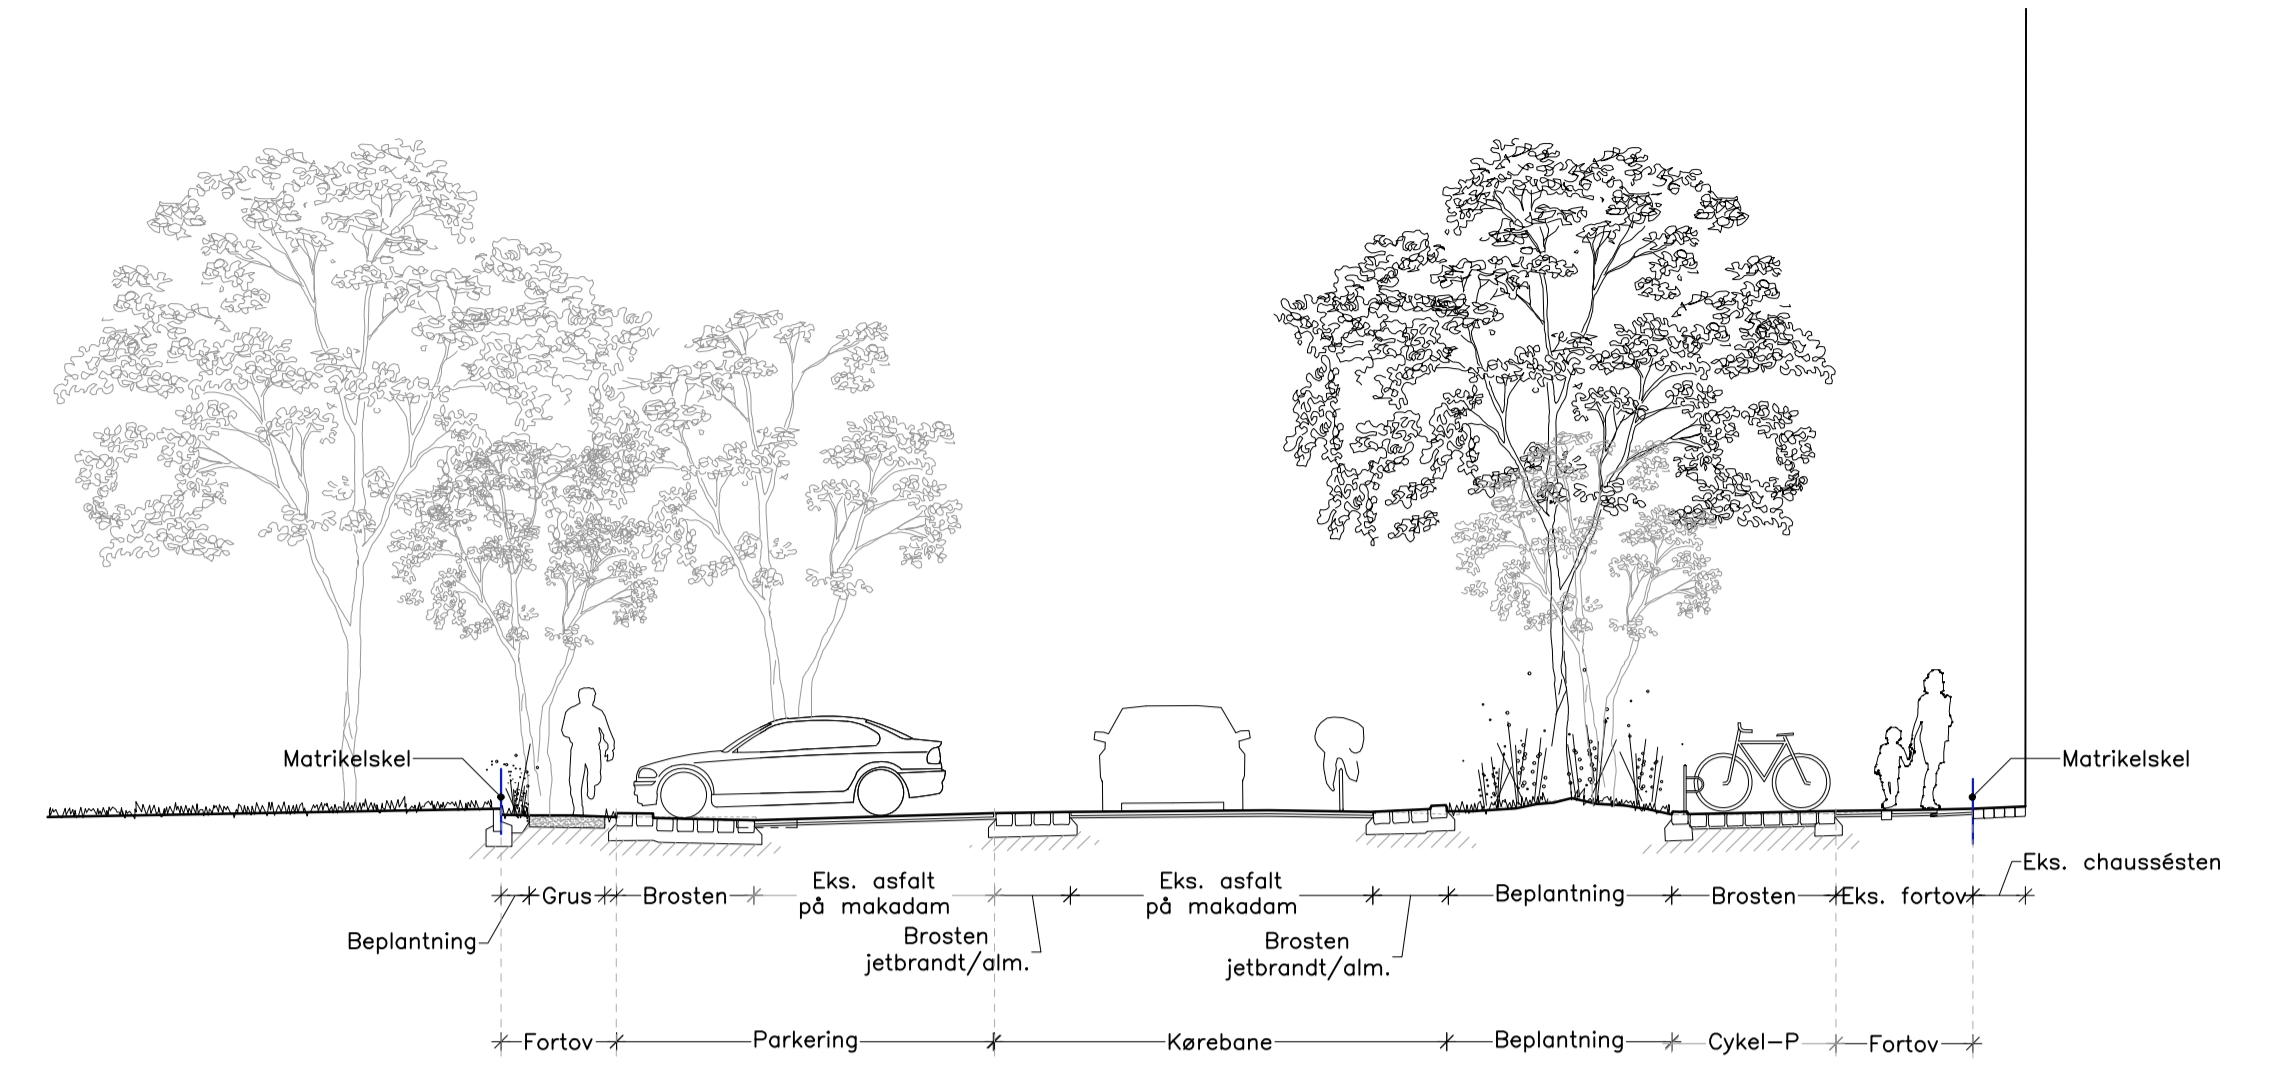 Matrikelskel
Matrikelskel
Eks. chaussésten
Grus
Brosten
Eks. asfalt
på makadam
Eks. asfalt
på makadam
Beplantning
Brosten
Eks. fortov
Beplantning
Brosten
jetbrandt/alm.
Brosten
jetbrandt/alm.
Fortov
Parkering
Kørebane
Beplantning
Cykel-P
Fortov